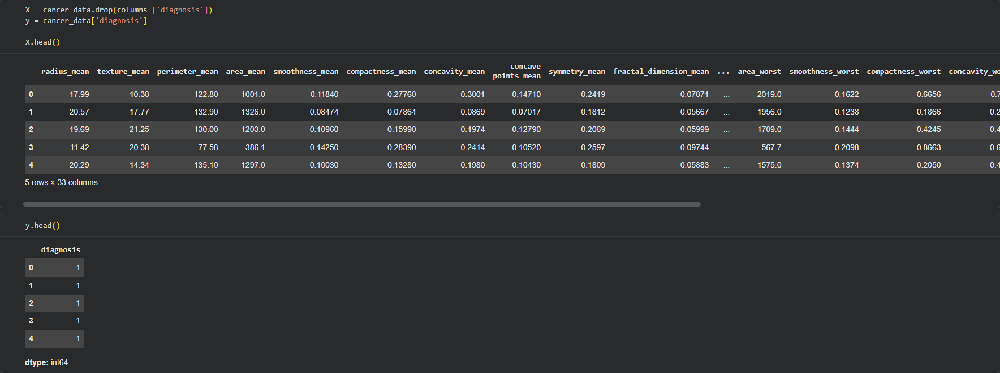 X = cancer_data.drop(columns=['diagnosis'])
y = cancer_data['diagnosis']
X.head()
radius_mean texture_mean perimeter_mean area_mean smoothness_mean compactness_mean concavity_mean concave points_mean symmetry_mean fractal_dimension_mean ... area_worst smoothness_worst compactness_worst concavity_wo
0 17.99 10.38 122.80 1001.0 0.11840 0.27760 0.3001 0.14710 0.2419 0.07871 ... 2019.0 0.1622 0.6656 0.7
1 20.57 17.77 132.90 1326.0 0.08474 0.07864 0.0869 0.07017 0.1812 0.05667 ... 1956.0 0.1238 0.1866 0.2
2 19.69 21.25 130.00 1203.0 0.10960 0.15990 0.1974 0.12790 0.2069 0.05999 ... 1709.0 0.1444 0.4245 0.4
3 11.42 20.38 77.58 386.1 0.14250 0.28390 0.2414 0.10520 0.2597 0.09744 ... 567.7 0.2098 0.8663 0.6
4 20.29 14.34 135.10 1297.0 0.10030 0.13280 0.1980 0.10430 0.1809 0.05883 ... 1575.0 0.1374 0.2050 0.4
5 rows × 33 columns
y.head()
diagnosis
0 1
1 1
2 1
3 1
4 1
dtype: int64